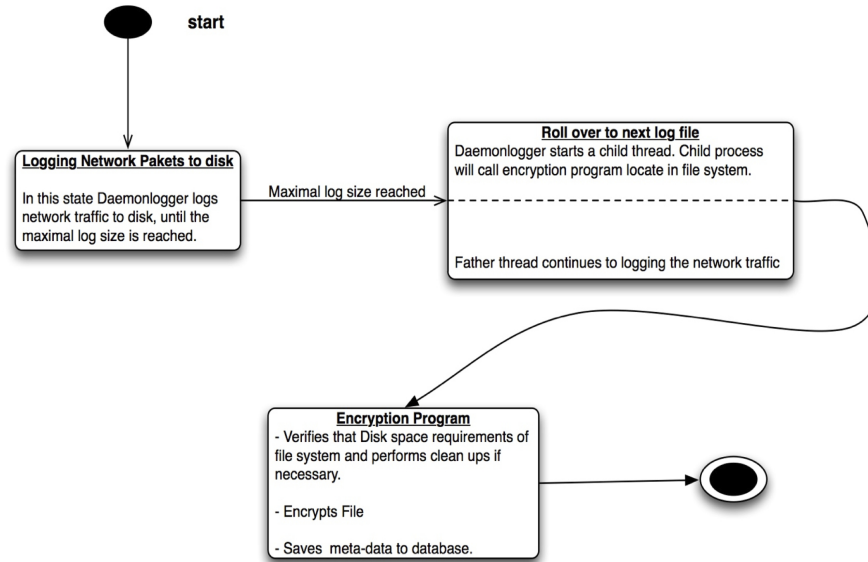 start
Logging Network Pakets to disk
In this state Daemonlogger logs
network traffic to disk, until the
maximal log size is reached.
Maximal log size reached
Roll over to next log file
Daemonlogger starts a child thread. Child process
will call encryption program locate in file system.
Father thread continues to logging the network traffic
Encryption Program
- Verifies that Disk space requirements of
file system and performs clean ups if
necessary.
- Encrypts File
- Saves meta-data to database.